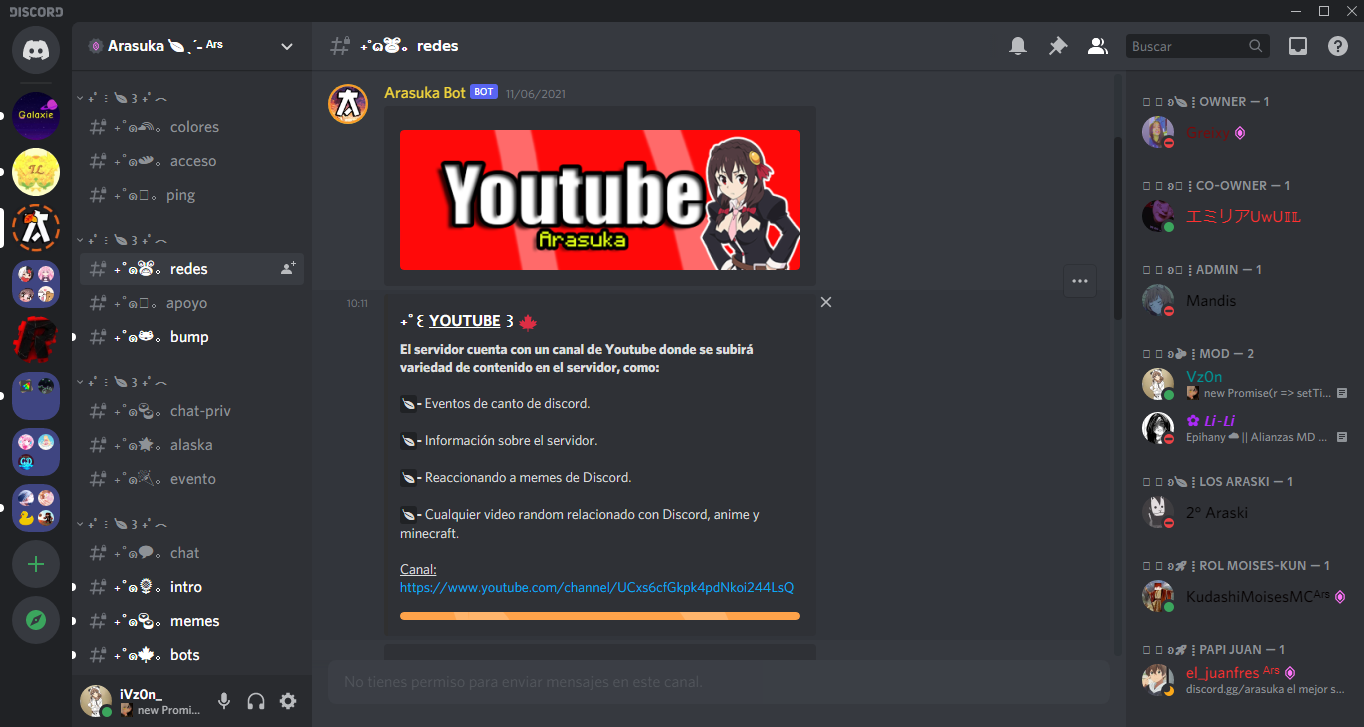 DISCORD
Arasuka ˎˊ˗ ᴬʳˢ
colores
acceso
ping
redes
apoyo
bump
chat-priv
alaska
evento
chat
intro
memes
bots
iVz0n_
new Promi...
Galaxie
TL
redes
Buscar
Arasuka Bot BOT 11/06/2021
Youtube
Arasuka
10:11
₊˚꒰ YOUTUBE ꒱
El servidor cuenta con un canal de Youtube donde se subirá
variedad de contenido en el servidor, como:
- Eventos de canto de discord.
- Información sobre el servidor.
- Reaccionando a memes de Discord.
- Cualquier video random relacionado con Discord, anime y
minecraft.
Canal:
https://www.youtube.com/channel/UCxs6cfGkpk4pdNkoi244LsQ
No tienes permiso para enviar mensajes en este canal.
OWNER — 1
CO-OWNER — 1
エミリアUwU𝕀𝕃
ADMIN — 1
Mandis
MOD — 2
Vz0n
new Promise(r => setTi...
✿ Li-Li
Epihany ☁ || Alianzas MD ...
LOS ARASKI — 1
2° Araski
ROL MOISES-KUN — 1
KudashiMoisesMCᴬʳˢ
PAPI JUAN — 1
el_juanfres ᴬʳˢ
discord.gg/arasuka el mejor s...